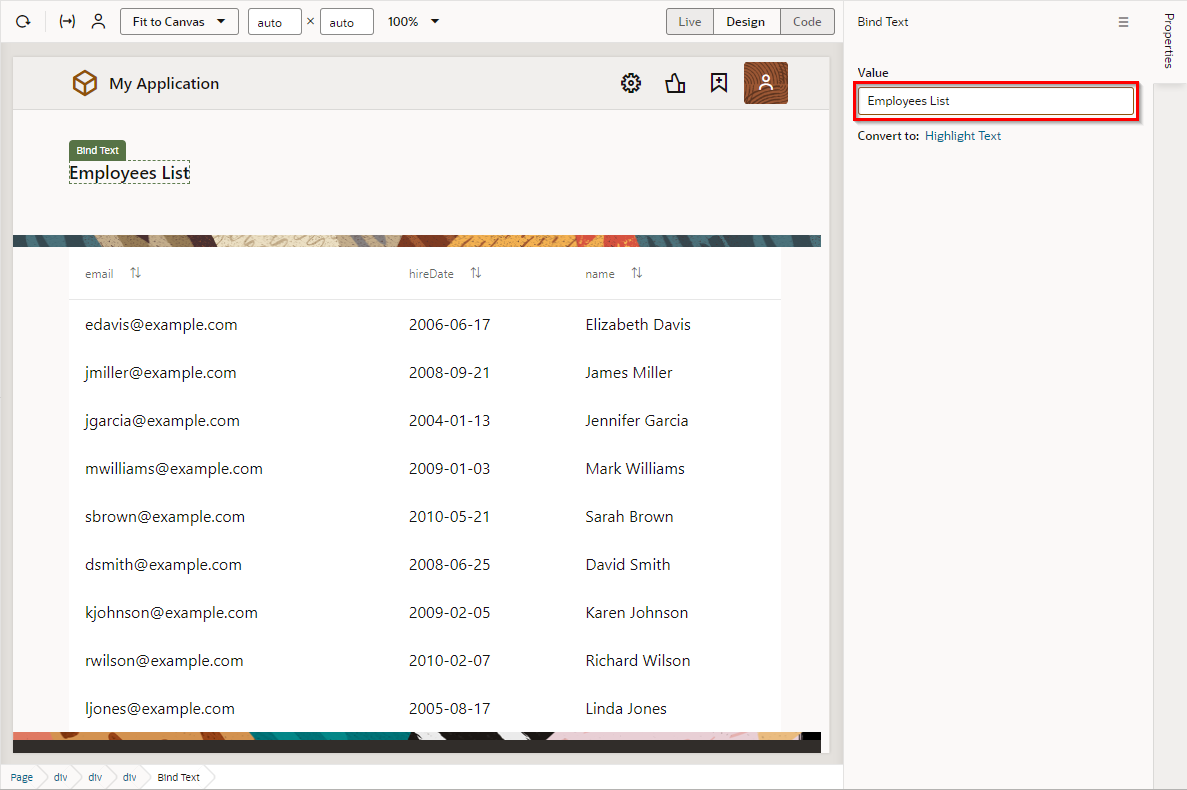 Fit to Canvas auto × auto 100% Live Design Code
Bind Text
Properties
My Application
Value
Employees List
Convert to: Highlight Text
Bind Text
Employees List
email hireDate name
edavis@example.com 2006-06-17 Elizabeth Davis
jmiller@example.com 2008-09-21 James Miller
jgarcia@example.com 2004-01-13 Jennifer Garcia
mwilliams@example.com 2009-01-03 Mark Williams
sbrown@example.com 2010-05-21 Sarah Brown
dsmith@example.com 2008-06-25 David Smith
kjohnson@example.com 2009-02-05 Karen Johnson
rwilson@example.com 2010-02-07 Richard Wilson
ljones@example.com 2005-08-17 Linda Jones
Page div div div Bind Text